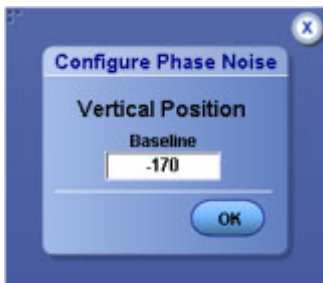 X
Configure Phase Noise
Vertical Position
Baseline
-170
OK